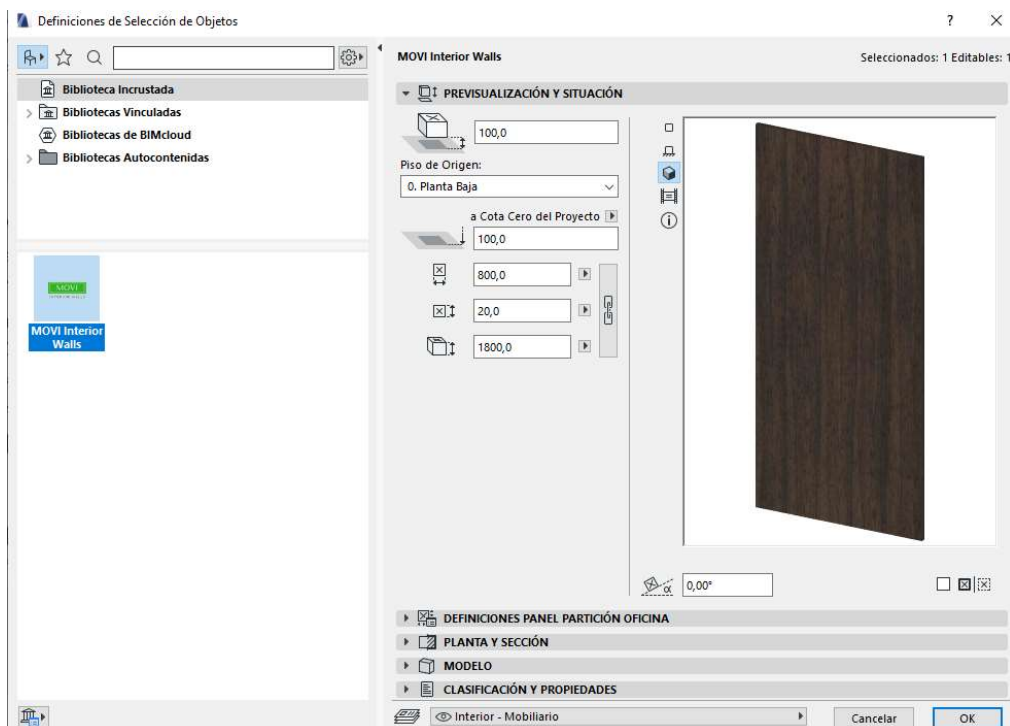 Definiciones de Selección de Objetos
? X
Biblioteca Incrustada
Bibliotecas Vinculadas
Bibliotecas de BIMcloud
Bibliotecas Autocontenidas
MOVI
MOVI Interior
Walls
MOVI Interior Walls
Seleccionados: 1 Editables: 1
PREVISUALIZACIÓN Y SITUACIÓN
100,0
Piso de Origen:
0. Planta Baja
a Cota Cero del Proyecto
100,0
800,0
20,0
1800,0
α 0,00°
DEFINICIONES PANEL PARTICIÓN OFICINA
PLANTA Y SECCIÓN
MODELO
CLASIFICACIÓN Y PROPIEDADES
Interior - Mobiliario
Cancelar
OK